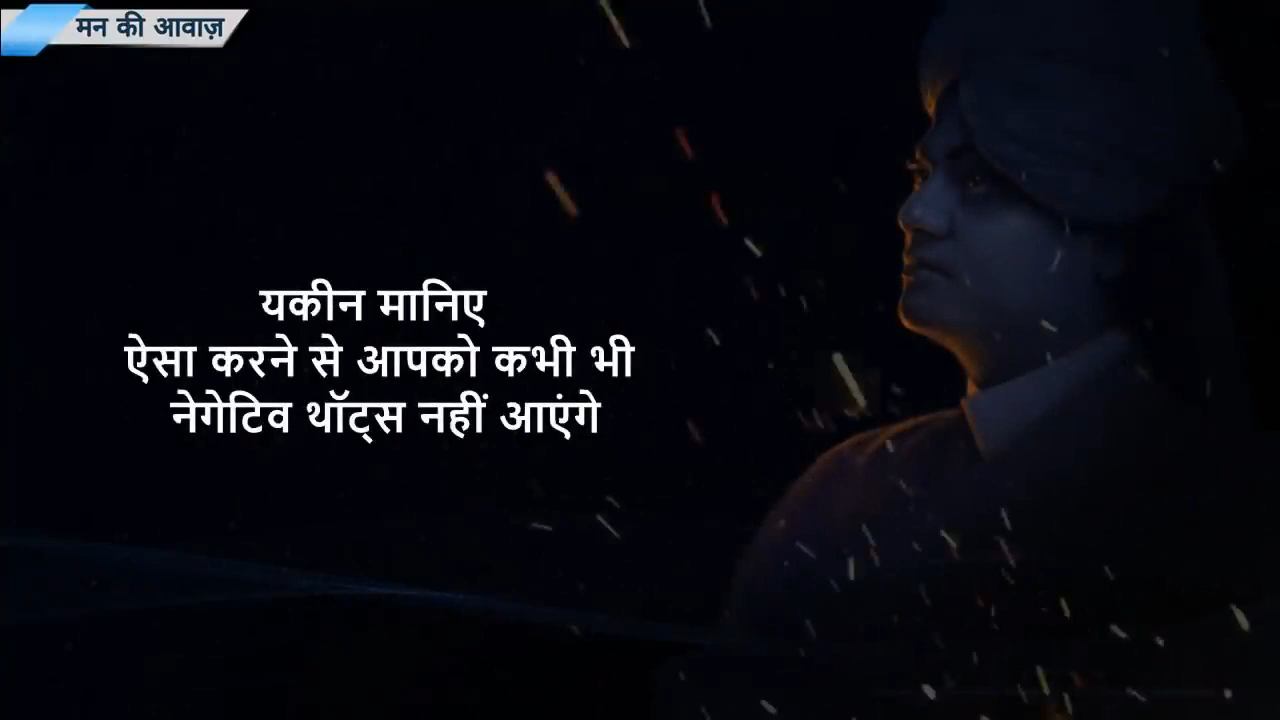 मन की आवाज़
यकीन मानिए
ऐसा करने से आपको कभी भी
नेगेटिव थॉट्स नहीं आएंगे